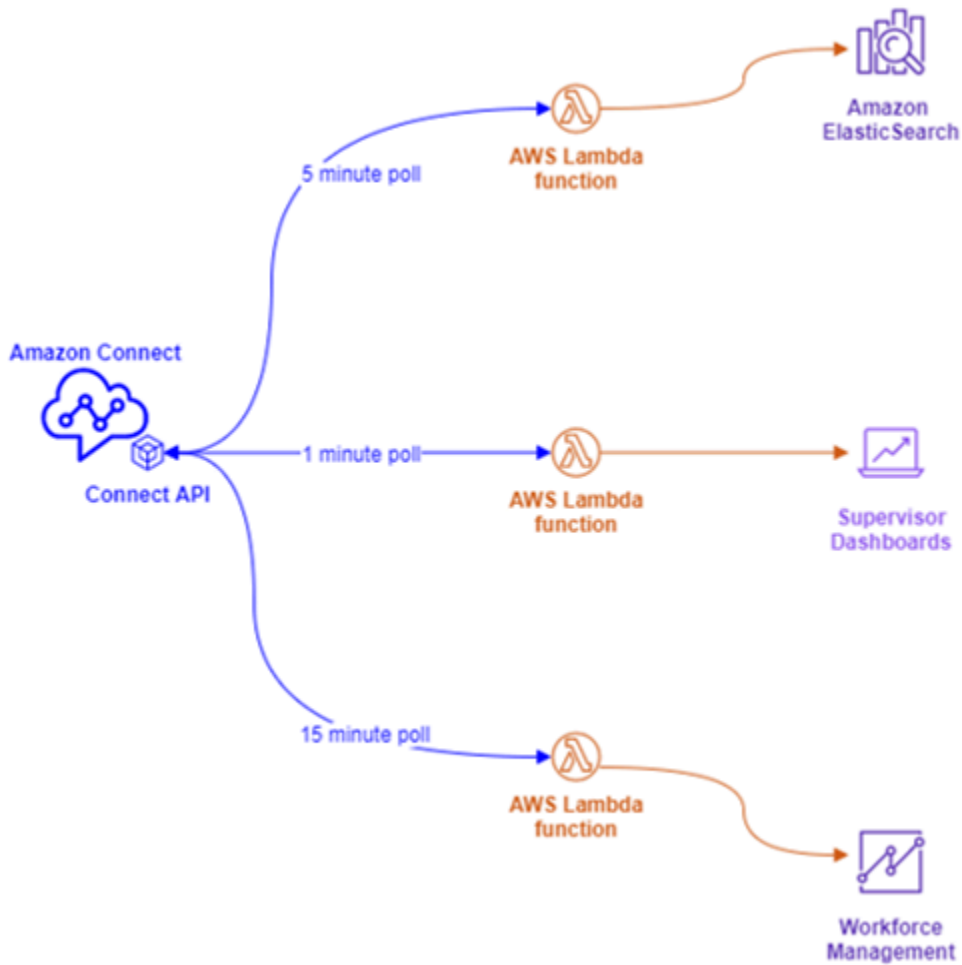 Amazon
ElasticSearch
AWS Lambda
function
5 minute poll
Amazon Connect
Connect API
1 minute poll
AWS Lambda
function
Supervisor
Dashboards
15 minute poll
AWS Lambda
function
Workforce
Management